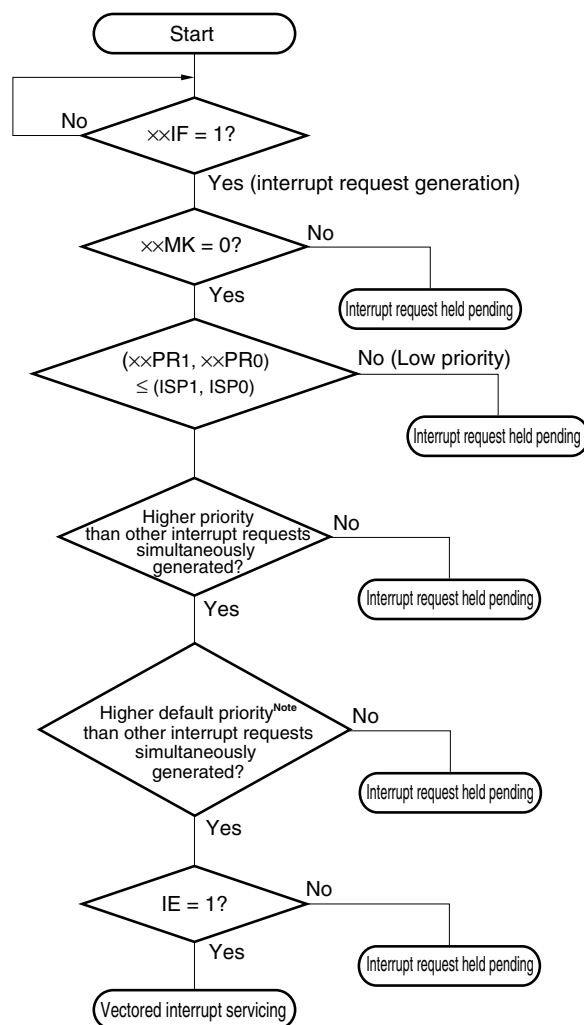 Start
No
××IF = 1?
Yes (interrupt request generation)
××MK = 0?
No
Yes
Interrupt request held pending
(××PR1, ××PR0)
≤ (ISP1, ISP0)
No (Low priority)
Interrupt request held pending
Higher priority
than other interrupt requests
simultaneously
generated?
No
Interrupt request held pending
Yes
Higher default priorityNote
than other interrupt requests
simultaneously
generated?
No
Interrupt request held pending
Yes
IE = 1?
No
Interrupt request held pending
Yes
Vectored interrupt servicing